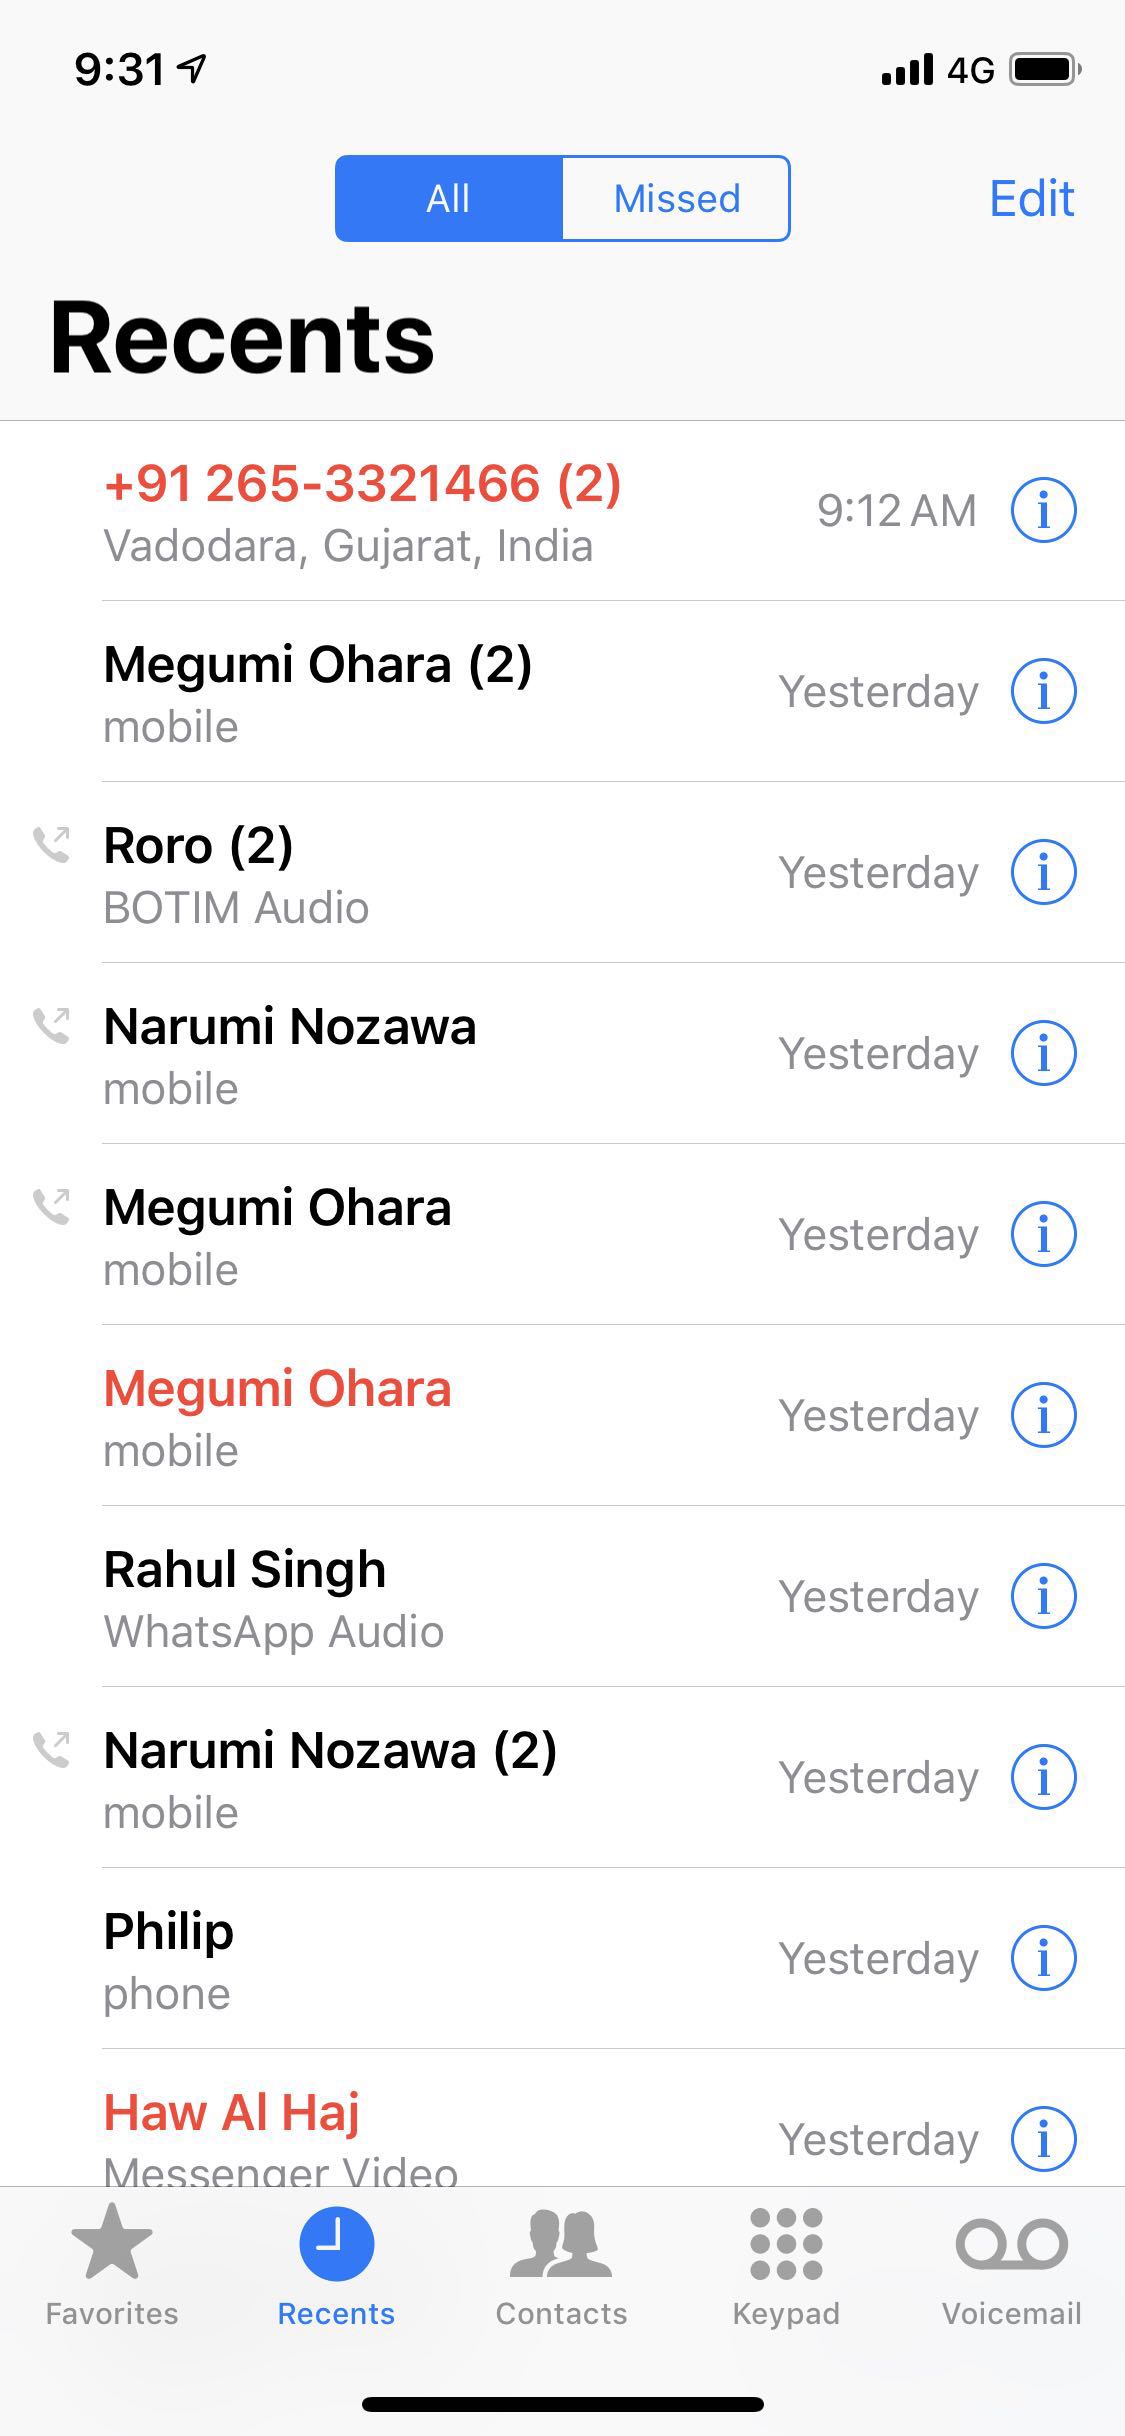 9:31 4G
All Missed Edit
Recents
+91 265-3321466 (2)
Vadodara, Gujarat, India
9:12 AM
Megumi Ohara (2)
mobile
Yesterday
Roro (2)
BOTIM Audio
Yesterday
Narumi Nozawa
mobile
Yesterday
Megumi Ohara
mobile
Yesterday
Megumi Ohara
mobile
Yesterday
Rahul Singh
WhatsApp Audio
Yesterday
Narumi Nozawa (2)
mobile
Yesterday
Philip
phone
Yesterday
Haw Al Haj
Messenger Video
Yesterday
Favorites Recents Contacts Keypad Voicemail